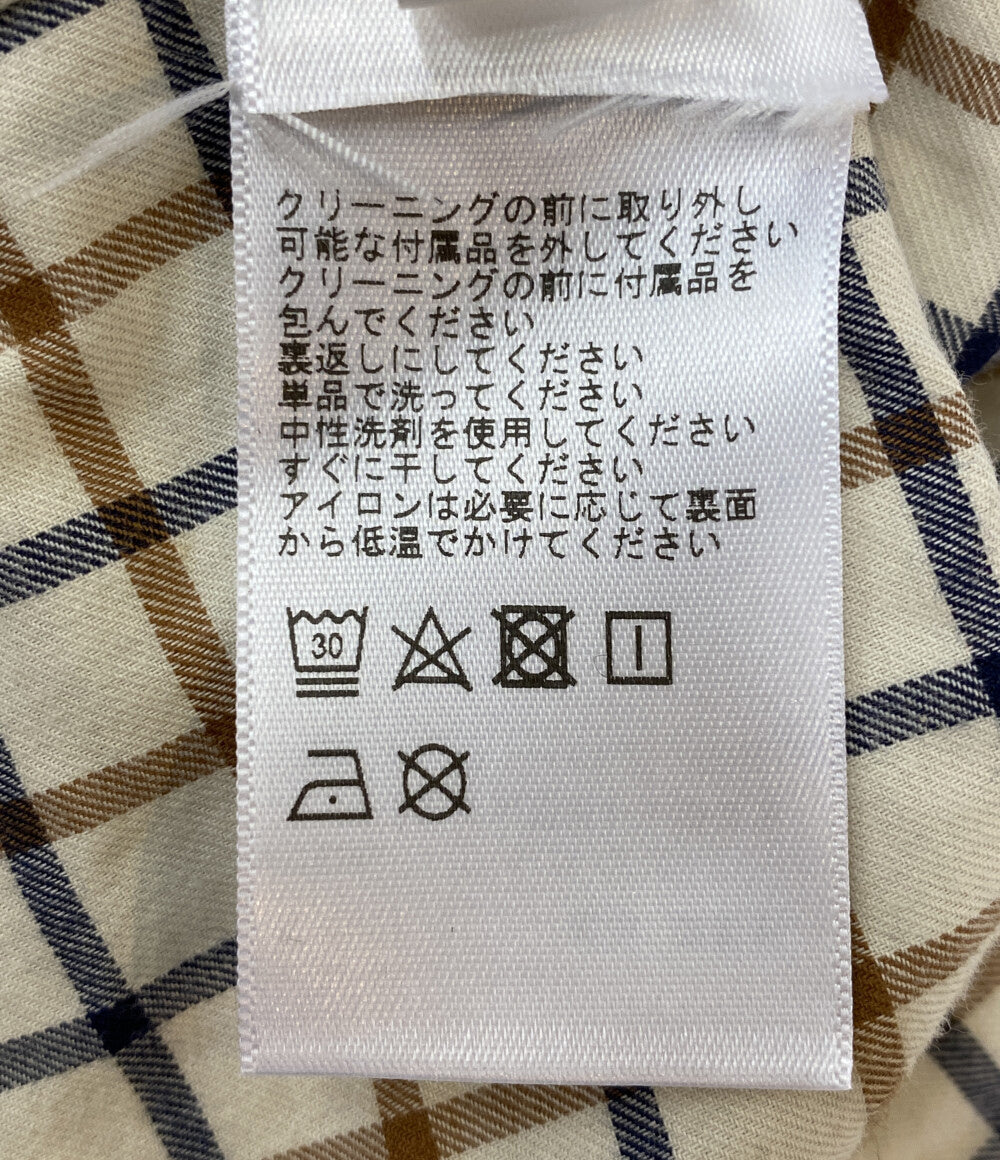 クリーニングの前に取り外し
可能な付属品を外してください
クリーニングの前に付属品を
包んでください
裏返しにしてください
単品で洗ってください
中性洗剤を使用してください
すぐに干してください
アイロンは必要に応じて裏面
から低温でかけてください
30